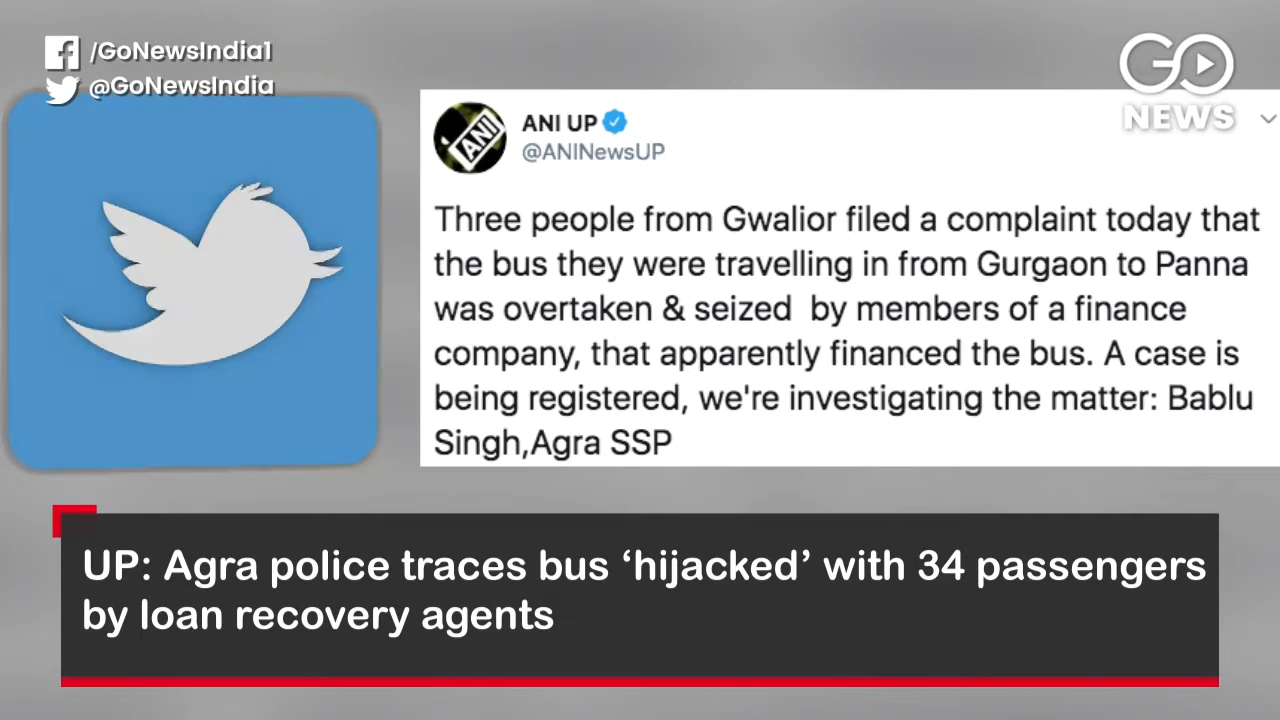 /GoNewsIndia1
@GoNewsIndia
GO
NEWS
ANI
ANI UP
@ANINewsUP
Three people from Gwalior filed a complaint today that
the bus they were travelling in from Gurgaon to Panna
was overtaken & seized  by members of a finance
company, that apparently financed the bus. A case is
being registered, we're investigating the matter: Bablu
Singh,Agra SSP
UP: Agra police traces bus ‘hijacked’ with 34 passengers
by loan recovery agents